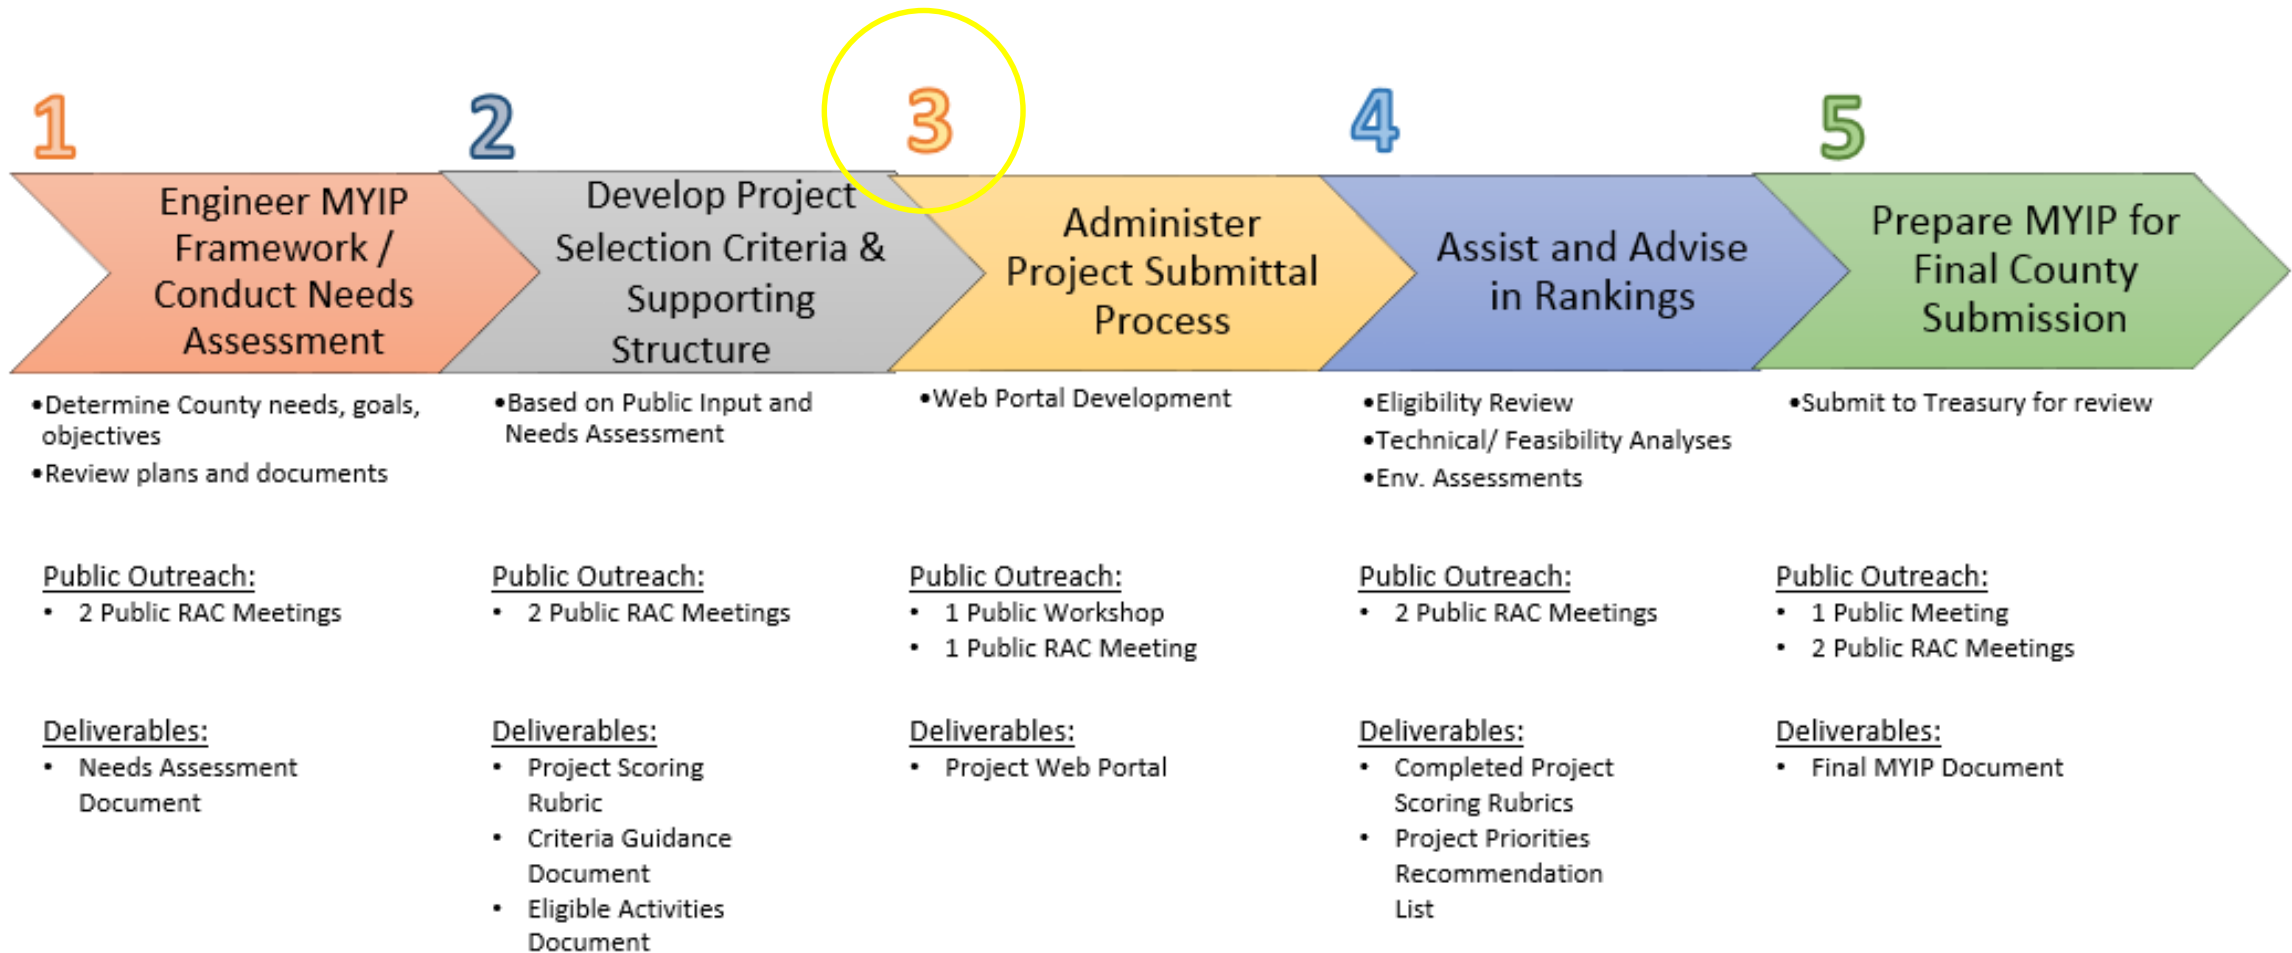 1
Engineer MYIP
Framework /
Conduct Needs
Assessment
•Determine County needs, goals,
objectives
•Review plans and documents
Public Outreach:
• 2 Public RAC Meetings
Deliverables:
• Needs Assessment
Document
2
Develop Project
Selection Criteria &
Supporting
Structure
•Based on Public Input and
Needs Assessment
Public Outreach:
• 2 Public RAC Meetings
Deliverables:
• Project Scoring
Rubric
• Criteria Guidance
Document
• Eligible Activities
Document
3
Administer
Project Submittal
Process
•Web Portal Development
Public Outreach:
• 1 Public Workshop
• 1 Public RAC Meeting
Deliverables:
• Project Web Portal
4
Assist and Advise
in Rankings
•Eligibility Review
•Technical/ Feasibility Analyses
•Env. Assessments
Public Outreach:
• 2 Public RAC Meetings
Deliverables:
• Completed Project
Scoring Rubrics
• Project Priorities
Recommendation
List
5
Prepare MYIP for
Final County
Submission
•Submit to Treasury for review
Public Outreach:
• 1 Public Meeting
• 2 Public RAC Meetings
Deliverables:
• Final MYIP Document